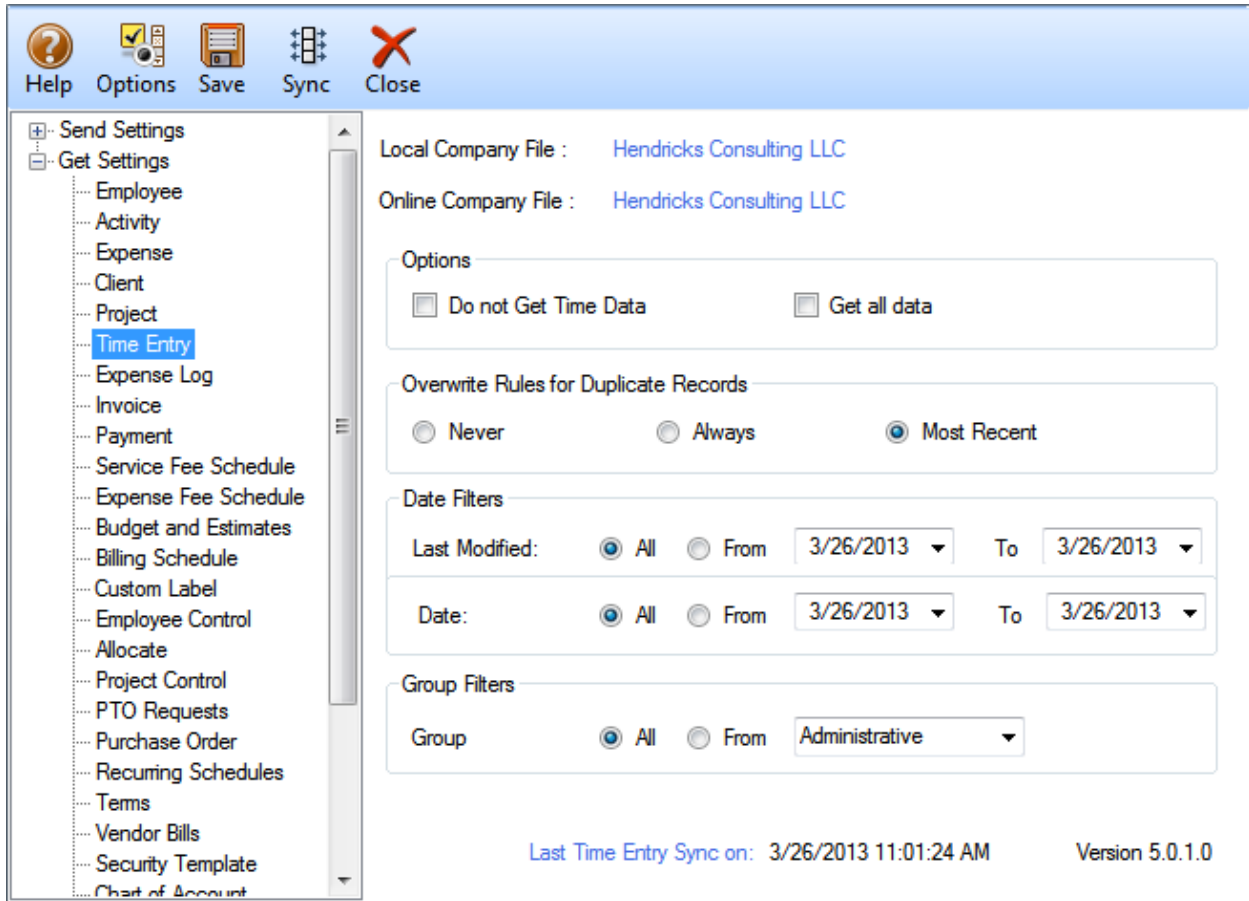 Help Options Save Sync Close
Send Settings
Get Settings
Employee
Activity
Expense
Client
Project
Time Entry
Expense Log
Invoice
Payment
Service Fee Schedule
Expense Fee Schedule
Budget and Estimates
Billing Schedule
Custom Label
Employee Control
Allocate
Project Control
PTO Requests
Purchase Order
Recurring Schedules
Terms
Vendor Bills
Security Template
Chart of Account
Local Company File : Hendricks Consulting LLC
Online Company File : Hendricks Consulting LLC
Options
Do not Get Time Data Get all data
Overwrite Rules for Duplicate Records
Never Always Most Recent
Date Filters
Last Modified: All From 3/26/2013 To 3/26/2013
Date: All From 3/26/2013 To 3/26/2013
Group Filters
Group All From Administrative
Last Time Entry Sync on: 3/26/2013 11:01:24 AM Version 5.0.1.0